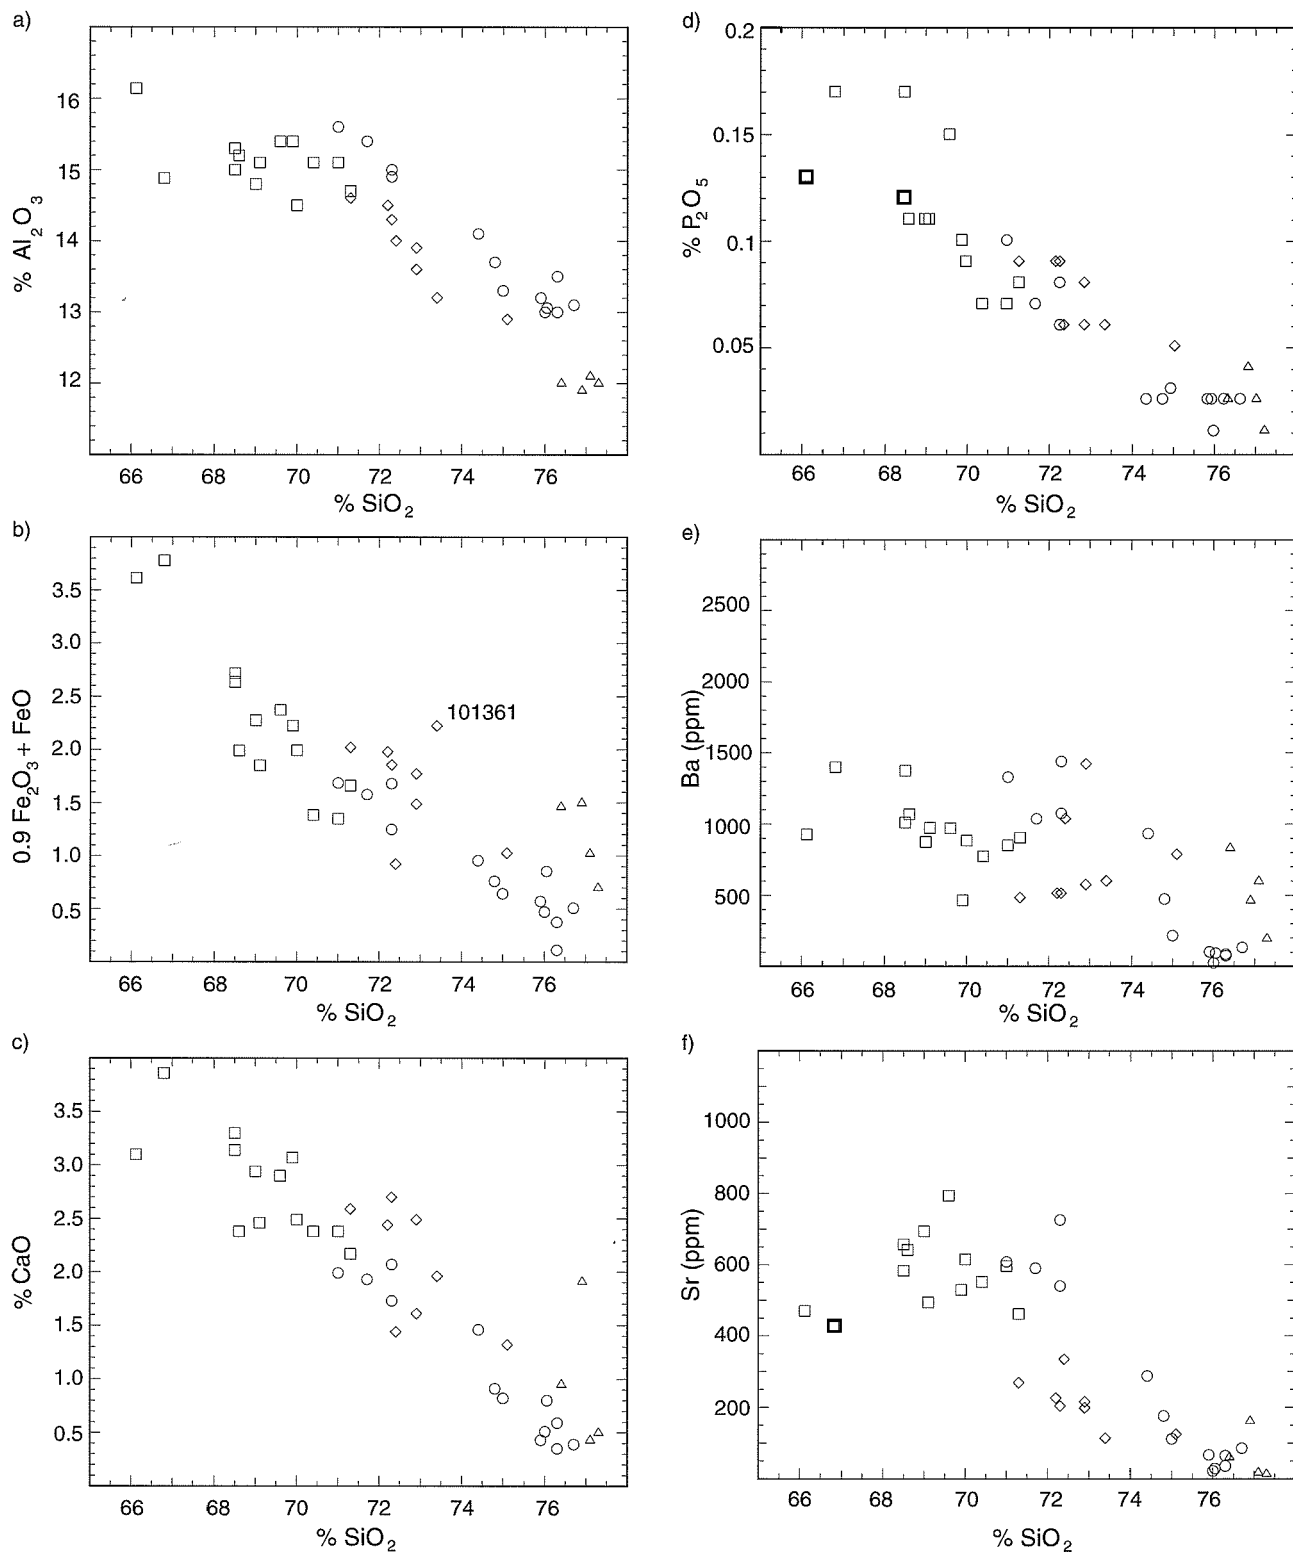 a)
16
15
14
13
12
% Al2O3
66 68 70 72 74 76
% SiO2
b)
3.5
3.0
2.5
2.0
1.5
1.0
0.5
0.9 Fe2O3 + FeO
101361
66 68 70 72 74 76
% SiO2
c)
3.5
3.0
2.5
2.0
1.5
1.0
0.5
% CaO
66 68 70 72 74 76
% SiO2
d)
0.2
0.15
0.1
0.05
% P2O5
66 68 70 72 74 76
% SiO2
e)
2500
2000
1500
1000
500
Ba (ppm)
66 68 70 72 74 76
% SiO2
f)
1000
800
600
400
200
Sr (ppm)
66 68 70 72 74 76
% SiO2